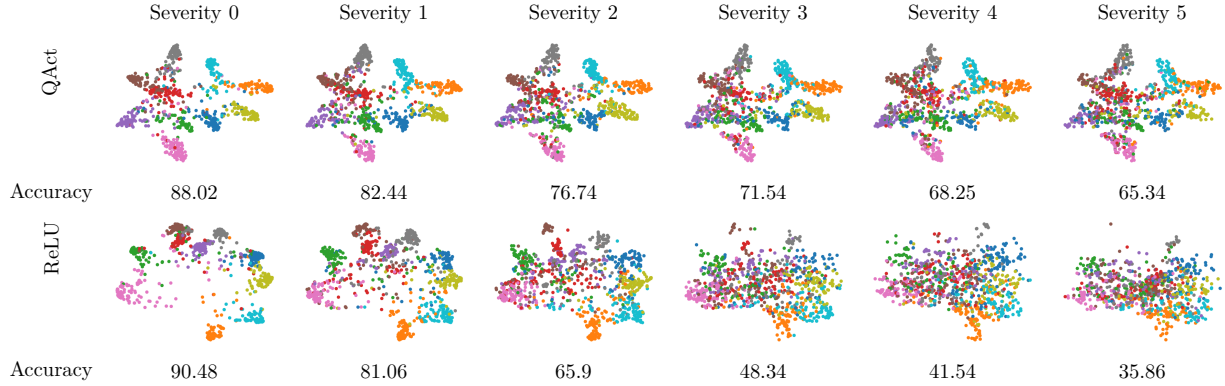 Severity 0 Severity 1 Severity 2 Severity 3 Severity 4 Severity 5
QAct
Accuracy 88.02 82.44 76.74 71.54 68.25 65.34
ReLU
Accuracy 90.48 81.06 65.9 48.34 41.54 35.86